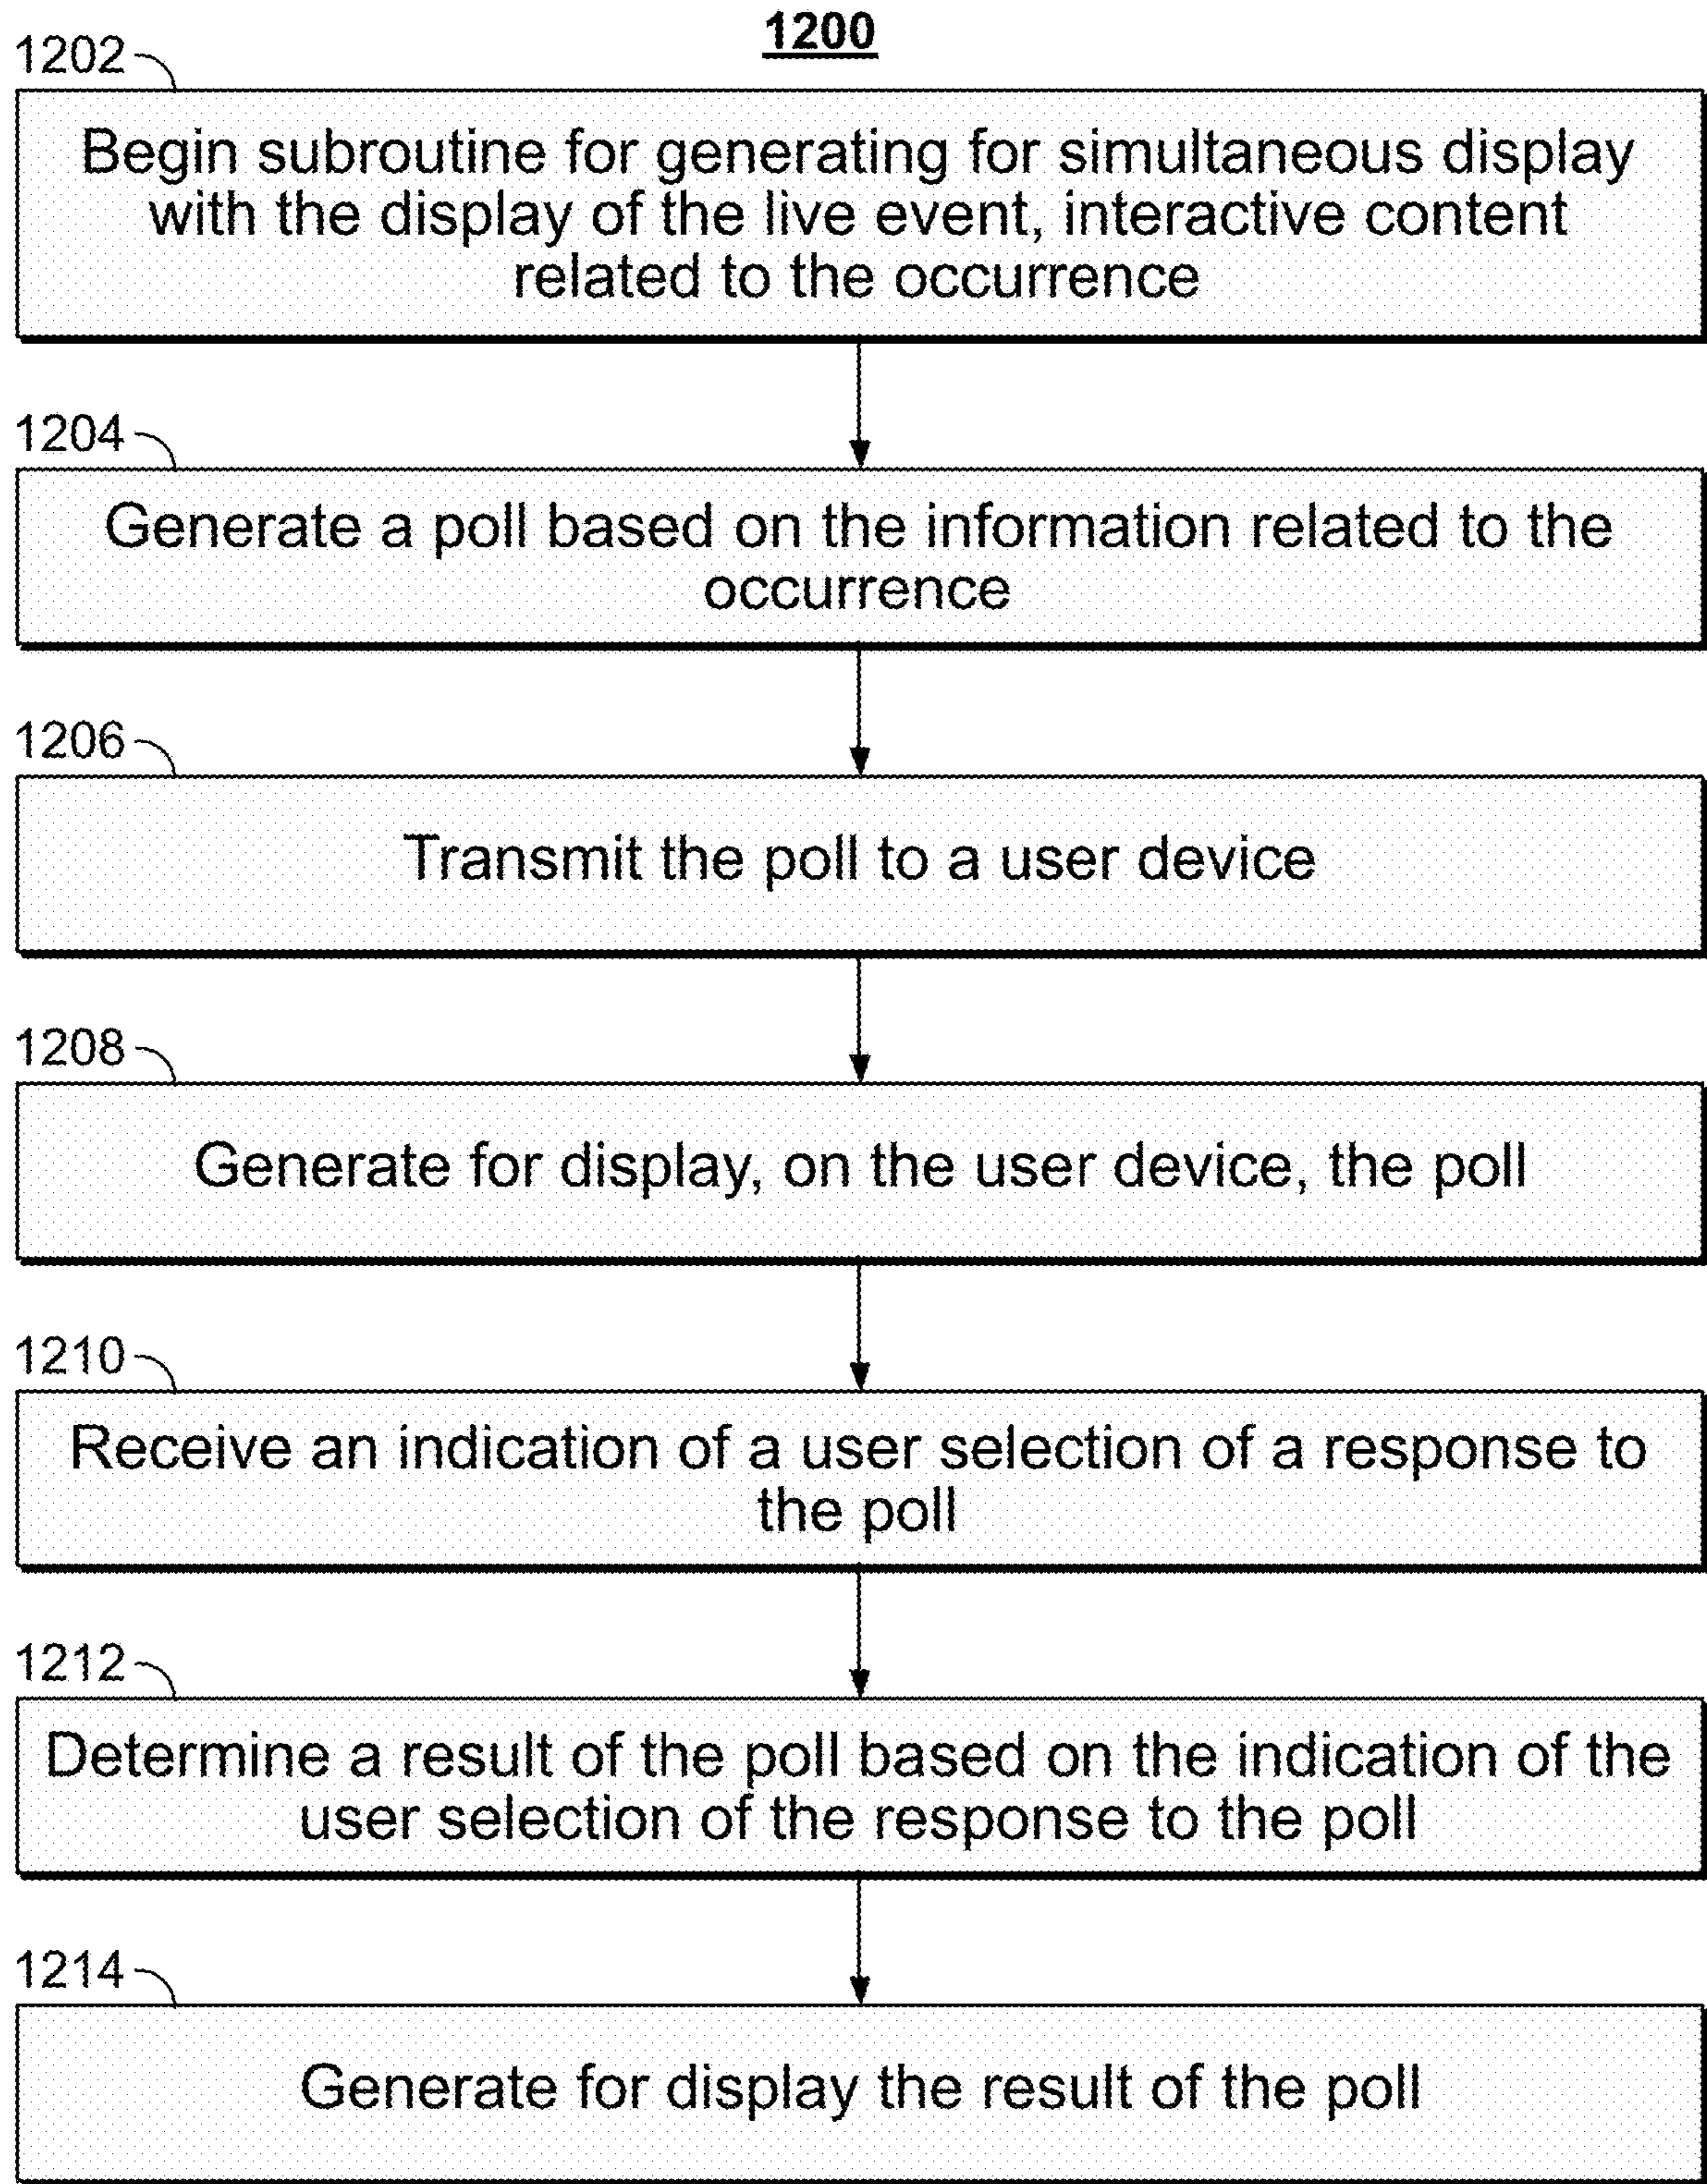 1200
1202
Begin subroutine for generating for simultaneous display
with the display of the live event, interactive content
related to the occurrence
1204
Generate a poll based on the information related to the
occurrence
1206
Transmit the poll to a user device
1208
Generate for display, on the user device, the poll
1210
Receive an indication of a user selection of a response to
the poll
1212
Determine a result of the poll based on the indication of the
user selection of the response to the poll
1214
Generate for display the result of the poll